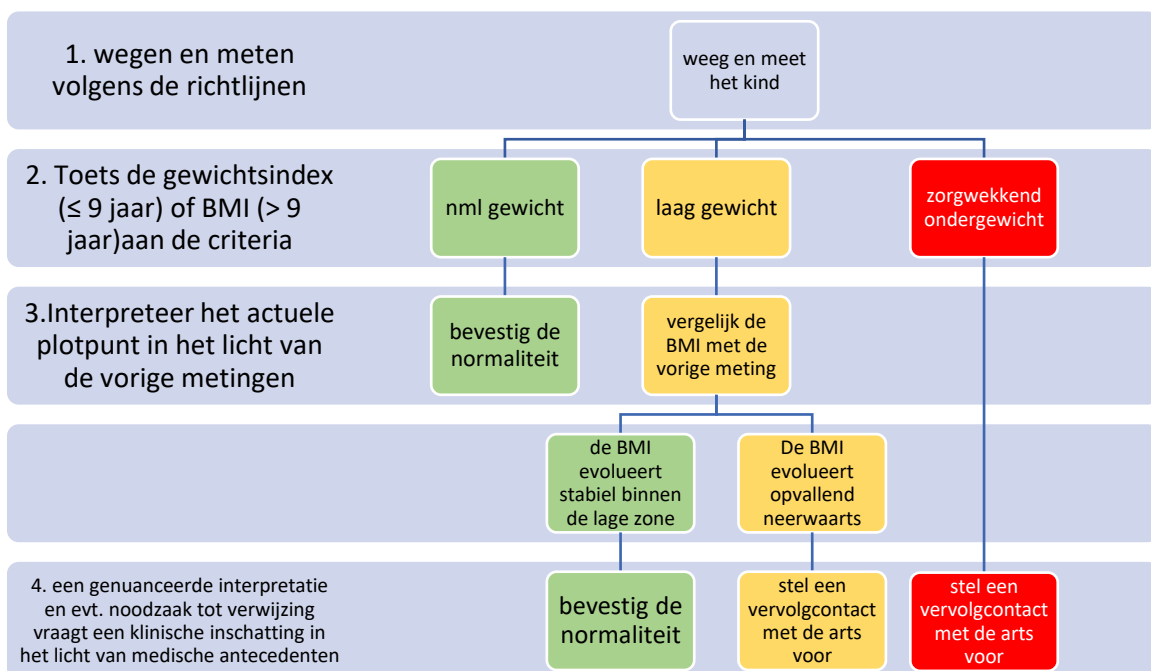 1. wegen en meten
volgens de richtlijnen
weeg en meet
het kind
2. Toets de gewichtsindex
(≤ 9 jaar) of BMI (> 9
jaar)aan de criteria
nml gewicht
laag gewicht
zorgwekkend
ondergewicht
3.Interpreteer het actuele
plotpunt in het licht van
de vorige metingen
bevestig de
normaliteit
vergelijk de
BMI met de
vorige meting
de BMI
evolueert
stabiel binnen
de lage zone
De BMI
evolueert
opvallend
neerwaarts
4. een genuanceerde interpretatie
en evt. noodzaak tot verwijzing
vraagt een klinische inschatting in
het licht van medische antecedenten
bevestig de
normaliteit
stel een
vervolgcontact
met de arts
voor
stel een
vervolgcontact
met de arts
voor